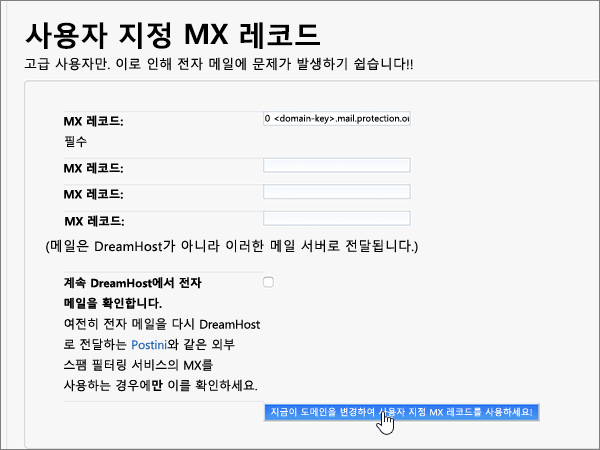 사용자 지정 MX 레코드
고급 사용자만. 이로 인해 전자 메일에 문제가 발생하기 쉽습니다!!
MX 레코드:
0 <domain-key>.mail.protection.ou
필수
MX 레코드:
MX 레코드:
MX 레코드:
(메일은 DreamHost가 아니라 이러한 메일 서버로 전달됩니다.)
계속 DreamHost에서 전자
메일을 확인합니다.
여전히 전자 메일을 다시 DreamHost
로 전달하는 Postini와 같은 외부
스팸 필터링 서비스의 MX를
사용하는 경우에만 이를 확인하세요.
지금이 도메인을 변경하여 사용자 지정 MX 레코드를 사용하세요!